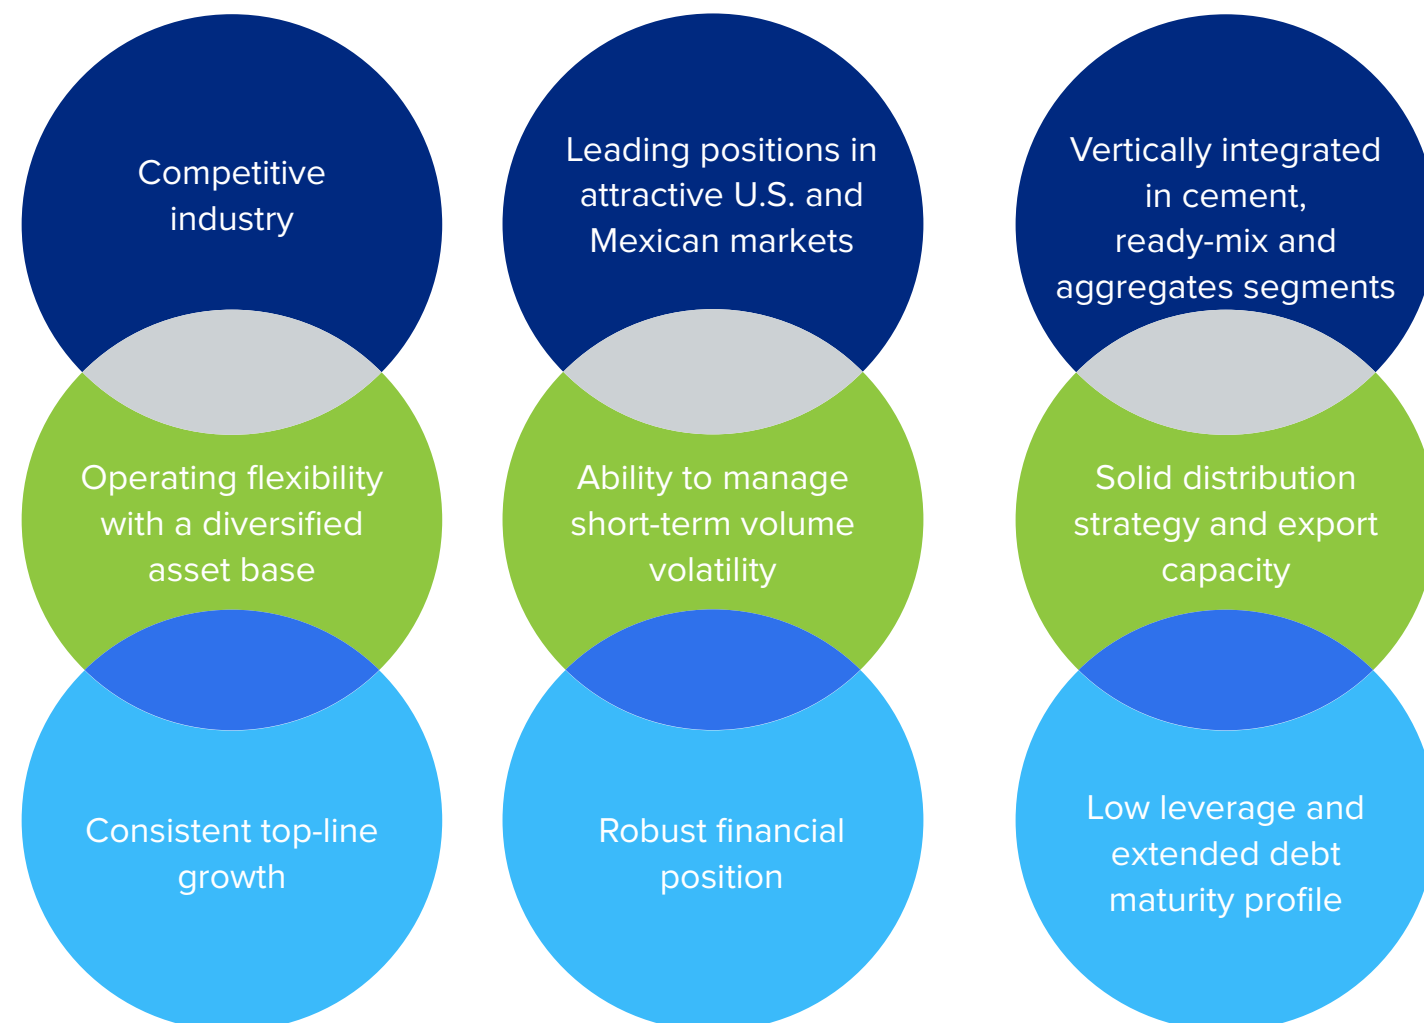 Competitive
industry
Leading positions in
attractive U.S. and
Mexican markets
Vertically integrated
in cement,
ready-mix and
aggregates segments
Operating flexibility
with a diversified
asset base
Ability to manage
short-term volume
volatility
Solid distribution
strategy and export
capacity
Consistent top-line
growth
Robust financial
position
Low leverage and
extended debt
maturity profile